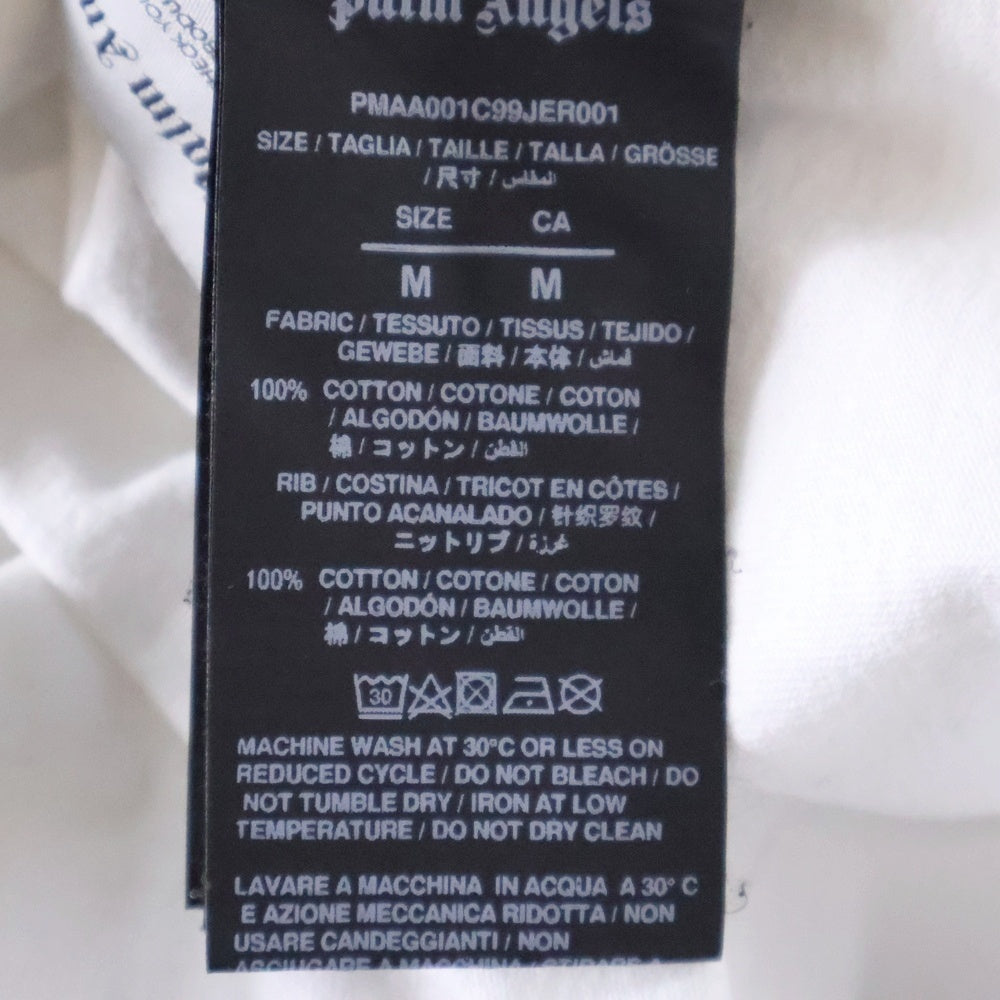 Palm Angels
PMAA001C99JER001
SIZE / TAGLIA / TAILLE / TALLA / GRÖSSE
/ 尺寸 / المقاس
SIZE CA
M M
FABRIC / TESSUTO / TISSUS / TEJIDO /
GEWEBE / 面料 / 本体 / قماش
100% COTTON / COTONE / COTON
/ ALGODÓN / BAUMWOLLE /
棉 / コットン / القطن
RIB / COSTINA / TRICOT EN CÔTES /
PUNTO ACANALADO / 针织罗纹 /
ニットリブ / غرزة
100% COTTON / COTONE / COTON
/ ALGODÓN / BAUMWOLLE /
棉 / コットン / القطن
30
MACHINE WASH AT 30°C OR LESS ON
REDUCED CYCLE / DO NOT BLEACH / DO
NOT TUMBLE DRY / IRON AT LOW
TEMPERATURE / DO NOT DRY CLEAN
LAVARE A MACCHINA IN ACQUA A 30° C
E AZIONE MECCANICA RIDOTTA / NON
USARE CANDEGGIANTI / NON
ASCIUGARE A MACCHINA / STIRARE A